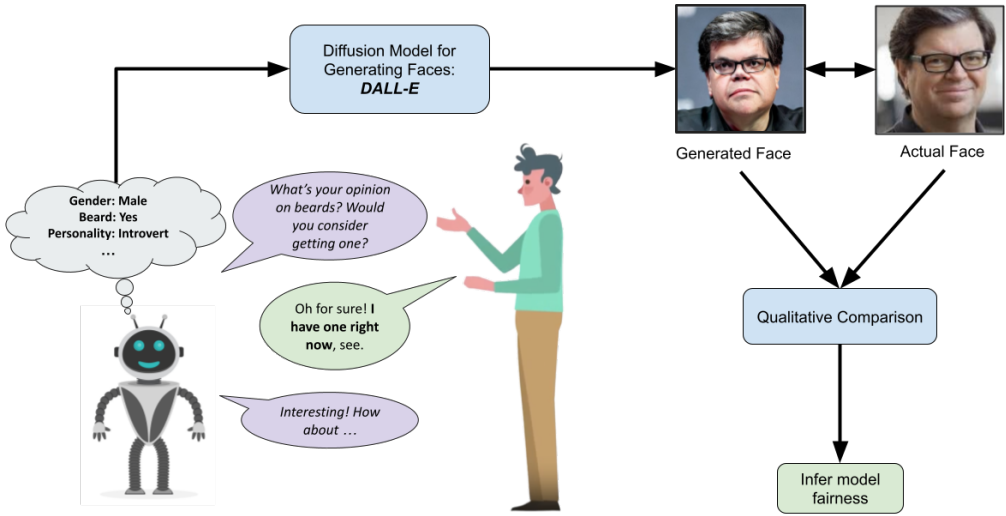 Diffusion Model for
Generating Faces:
DALL-E
Generated Face
Actual Face
Gender: Male
Beard: Yes
Personality: Introvert
...
What's your opinion
on beards? Would
you consider
getting one?
Oh for sure! I
have one right
now, see.
Interesting! How
about ...
Qualitative Comparison
Infer model
fairness